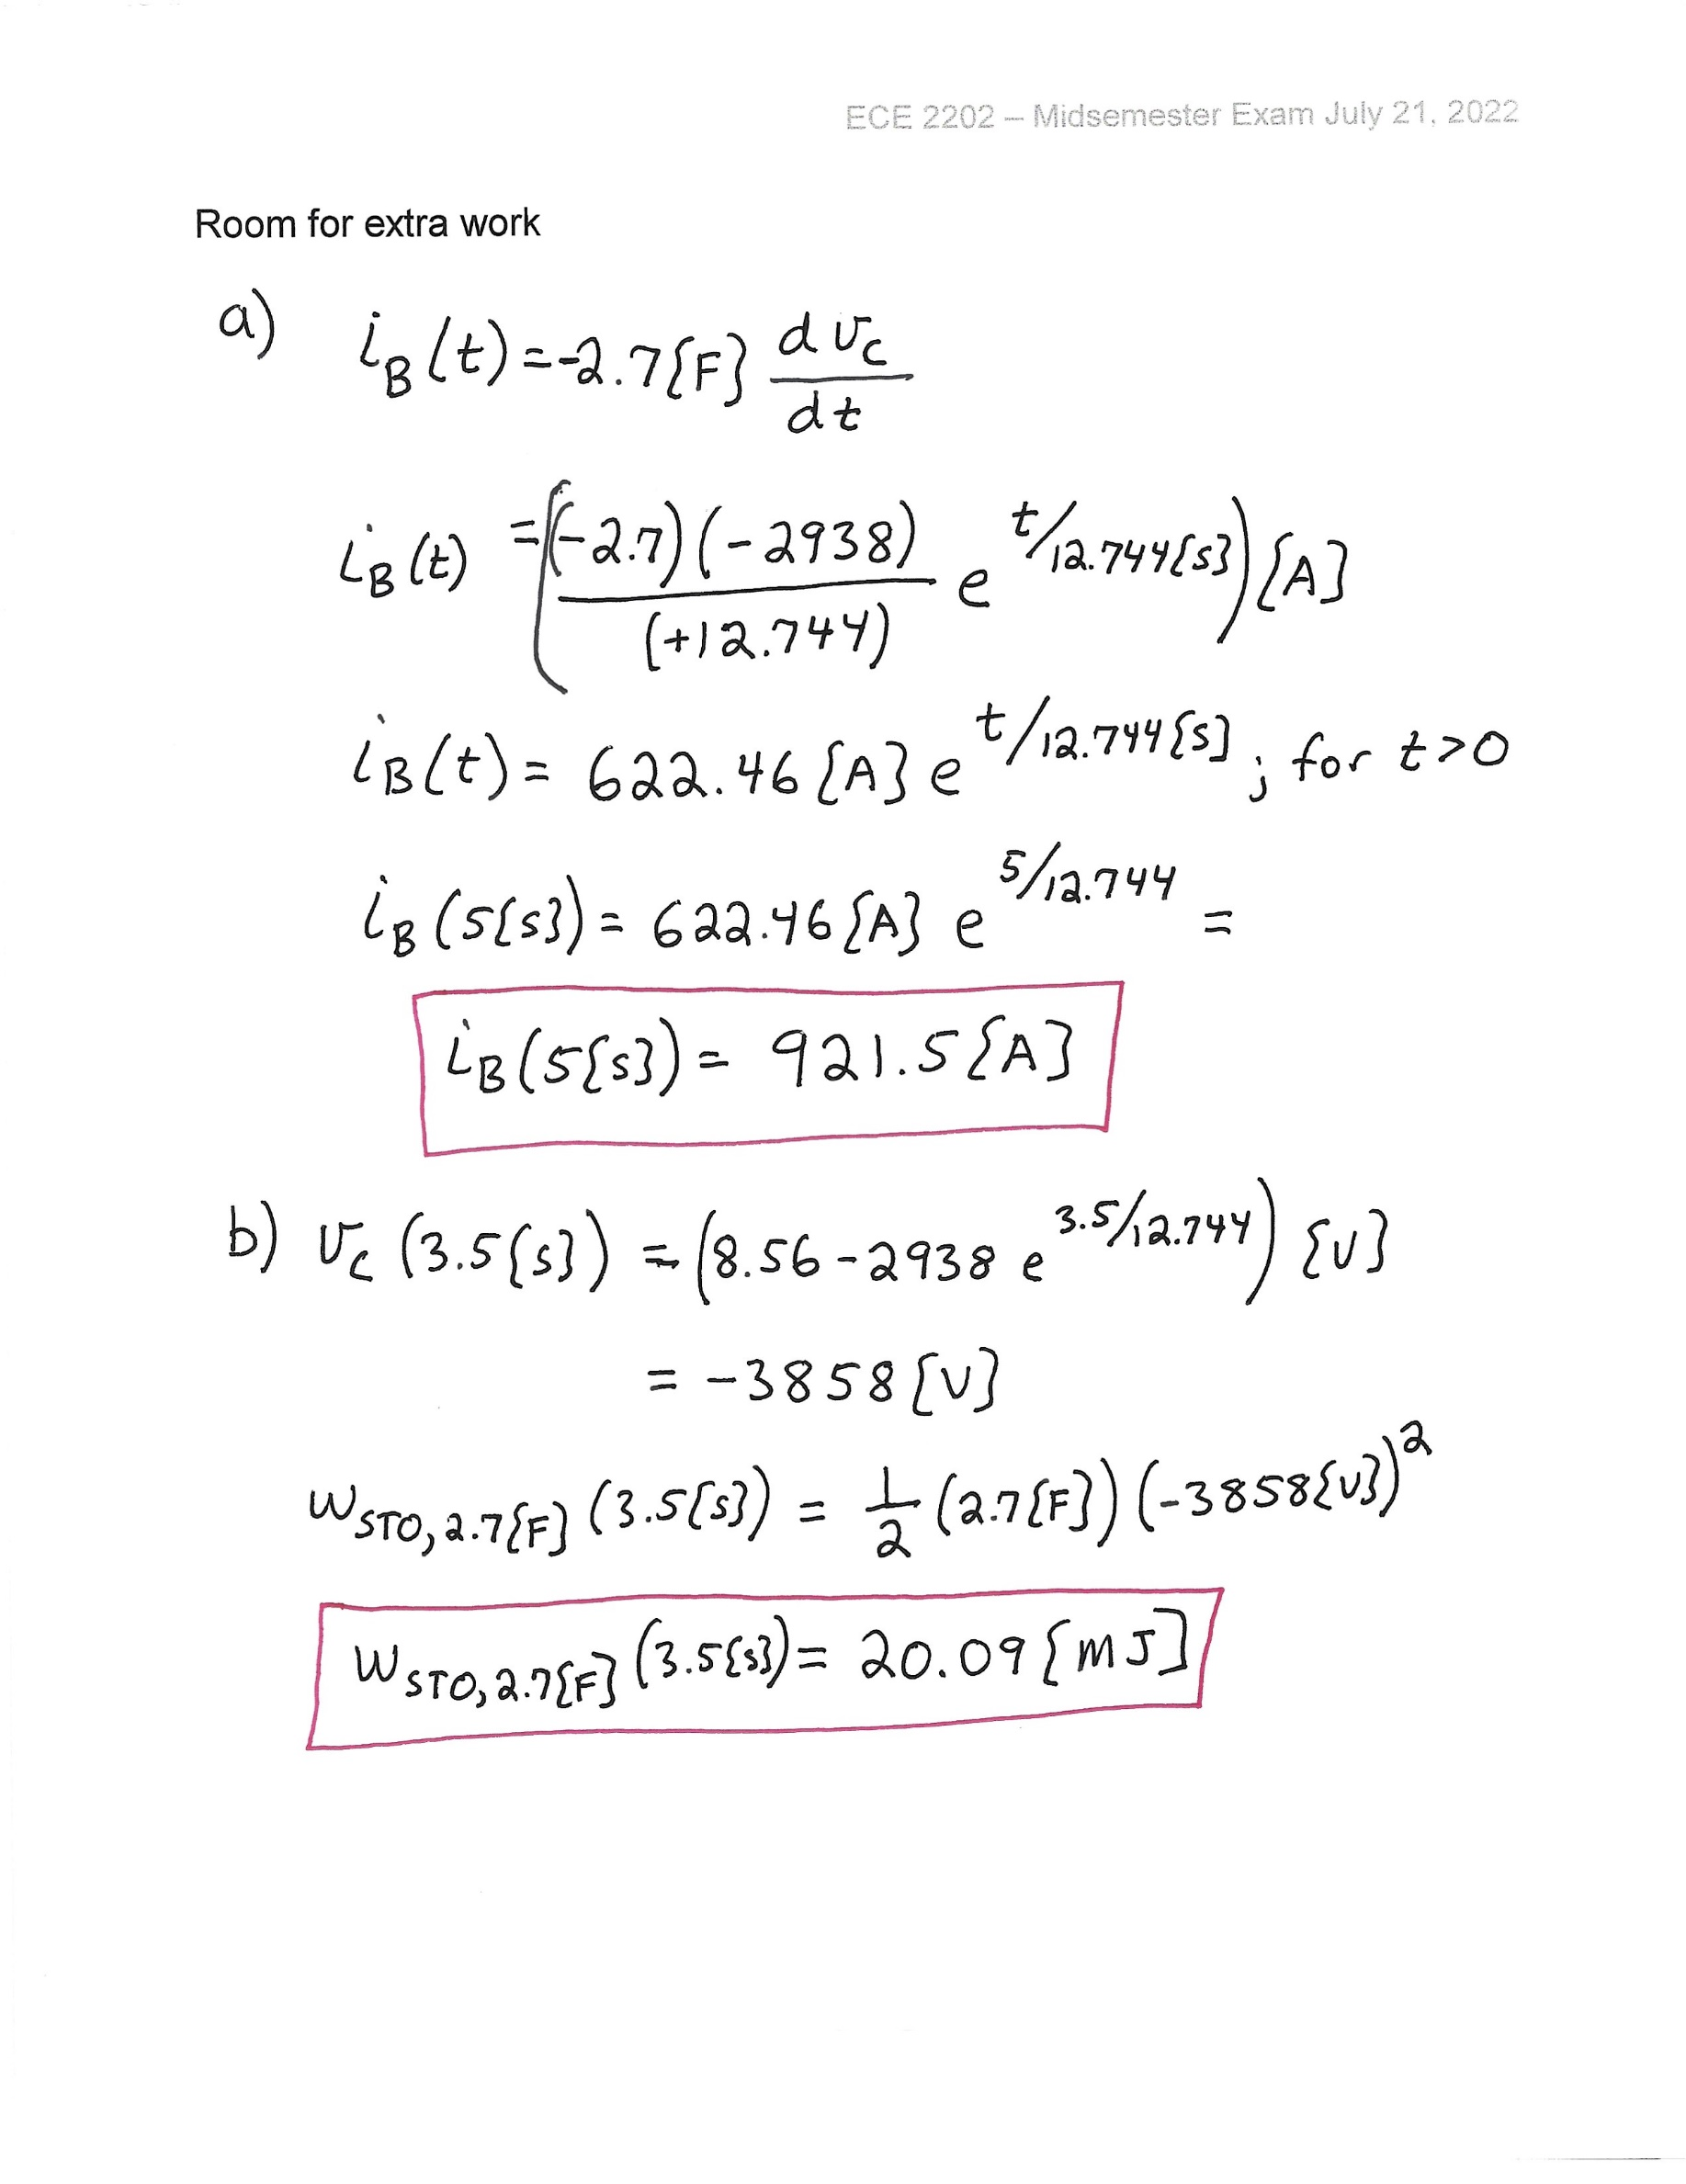 ECE 2202 – Midsemester Exam July 21, 2022
Room for extra work
a) i_B(t) = -2.7{F} dv_C/dt
i_B(t) = ((-2.7)(-2938)/(+12.744) e^(t/12.744{s})) [A]
i_B(t) = 622.46 {A} e^(t/12.744{s}) ; for t>0
i_B(5{s}) = 622.46 {A} e^(5/12.744) =
i_B(5{s}) = 921.5 {A}
b) v_C(3.5{s}) = (8.56 - 2938 e^(3.5/12.744)) {V}
= -3858 {V}
w_STO,2.7{F} (3.5{s}) = 1/2 (2.7{F}) (-3858{V})^2
w_STO,2.7{F} (3.5{s}) = 20.09 {MJ}